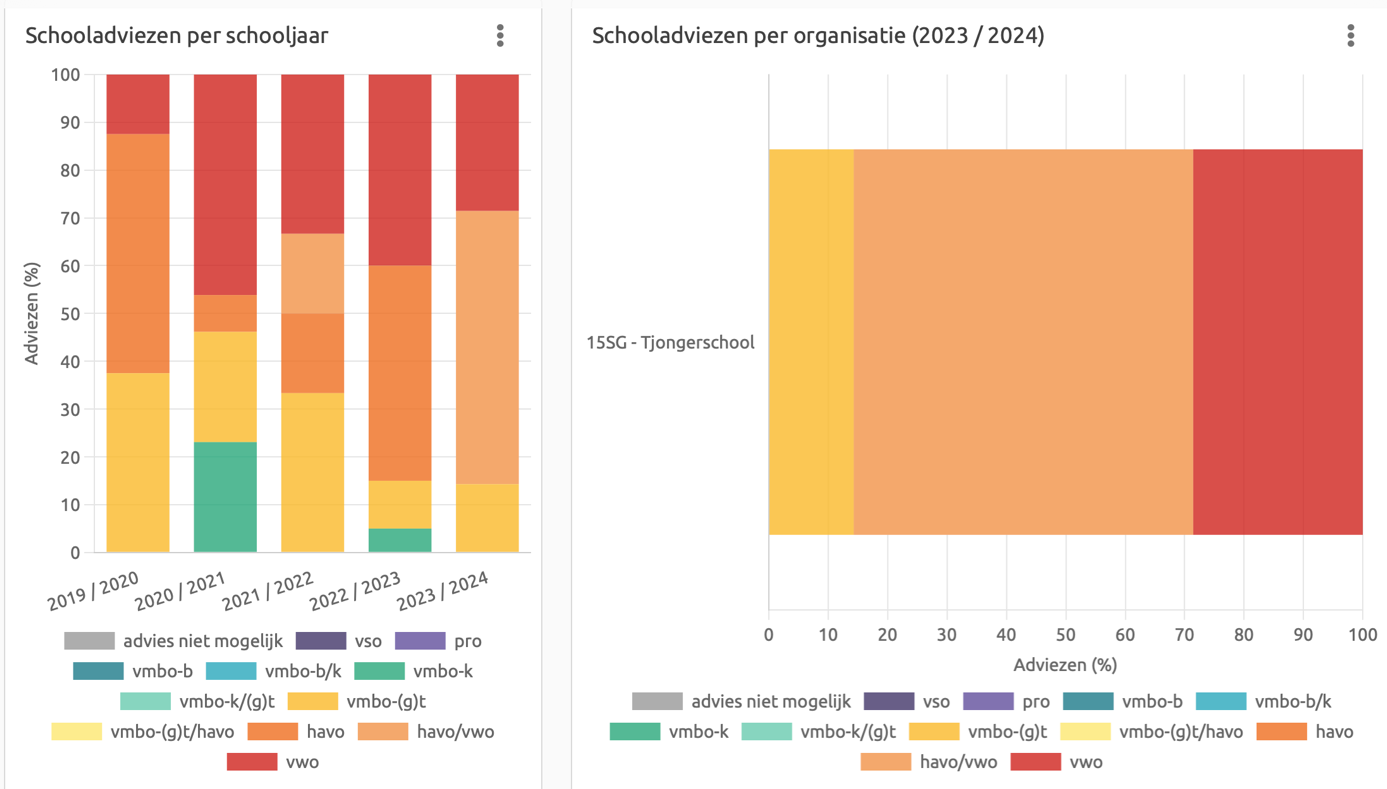 Schooladviezen per schooljaar
100
90
80
70
60
50
40
30
20
10
0
Adviezen (%)
2019 / 2020
2020 / 2021
2021 / 2022
2022 / 2023
2023 / 2024
advies niet mogelijk vso pro
vmbo-b vmbo-b/k vmbo-k
vmbo-k/(g)t vmbo-(g)t
vmbo-(g)t/havo havo havo/vwo
vwo
Schooladviezen per organisatie (2023 / 2024)
15SG - Tjongerschool
0 10 20 30 40 50 60 70 80 90 100
Adviezen (%)
advies niet mogelijk vso pro vmbo-b vmbo-b/k
vmbo-k vmbo-k/(g)t vmbo-(g)t vmbo-(g)t/havo havo
havo/vwo vwo